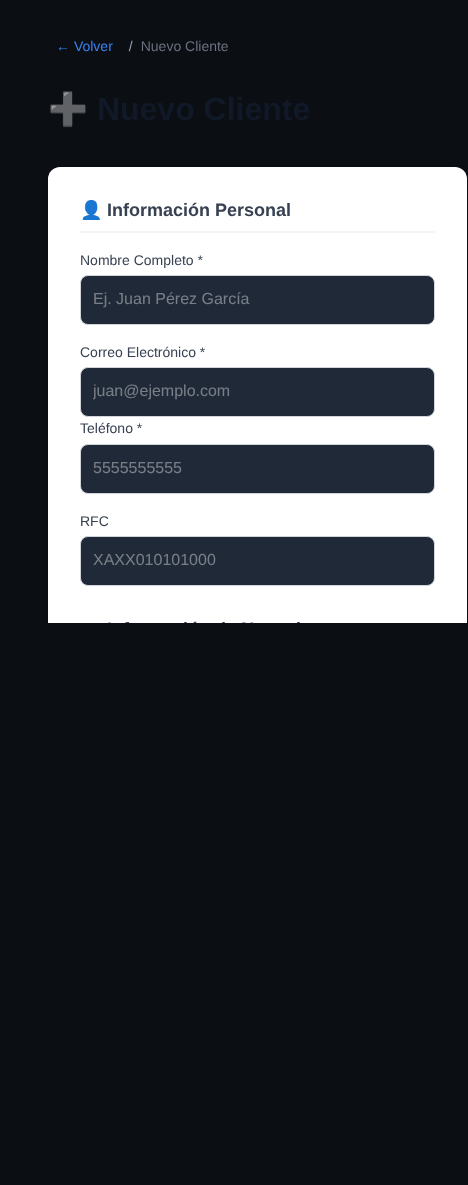 ← Volver / Nuevo Cliente
➕ Nuevo Cliente
👤 Información Personal
Nombre Completo *
Ej. Juan Pérez García
Correo Electrónico *
juan@ejemplo.com
Teléfono *
5555555555
RFC
XAXX010101000